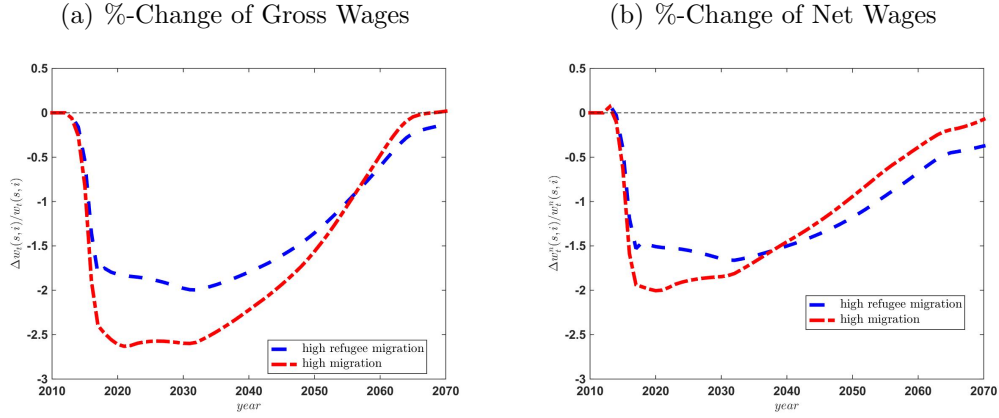 (a) %-Change of Gross Wages
0.5
0
-0.5
-1
-1.5
-2
-2.5
-3
Δw_t(s, i)/w_t(s, i)
high refugee migration
high migration
2010 2020 2030 2040 2050 2060 2070
year
(b) %-Change of Net Wages
0.5
0
-0.5
-1
-1.5
-2
-2.5
-3
Δw_t^n(s, i)/w_t^n(s, i)
high refugee migration
high migration
2010 2020 2030 2040 2050 2060 2070
year